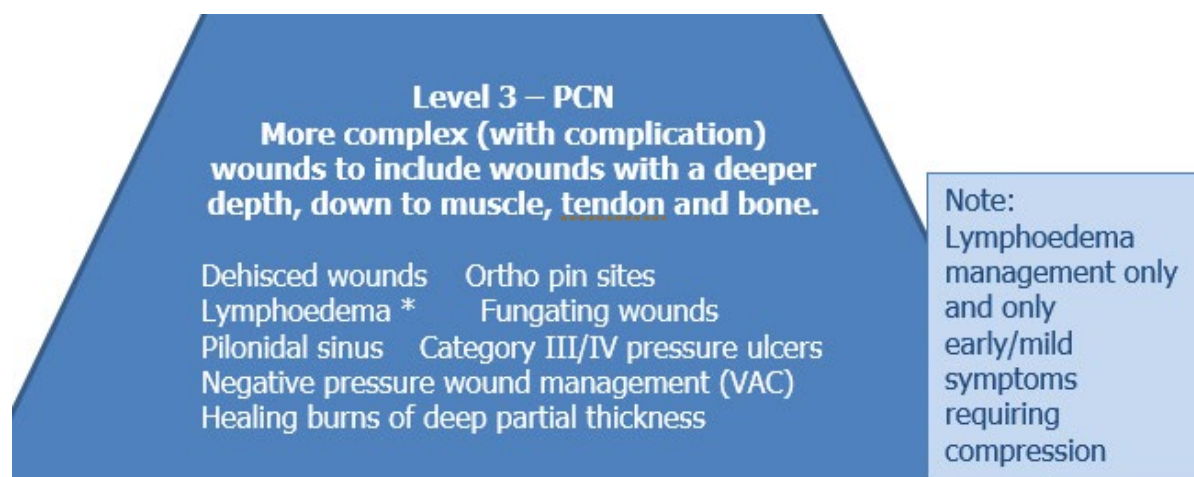 Level 3 – PCN
More complex (with complication)
wounds to include wounds with a deeper
depth, down to muscle, tendon and bone.
Dehisced wounds Ortho pin sites
Lymphoedema * Fungating wounds
Pilonidal sinus Category III/IV pressure ulcers
Negative pressure wound management (VAC)
Healing burns of deep partial thickness
Note:
Lymphoedema
management only
and only
early/mild
symptoms
requiring
compression